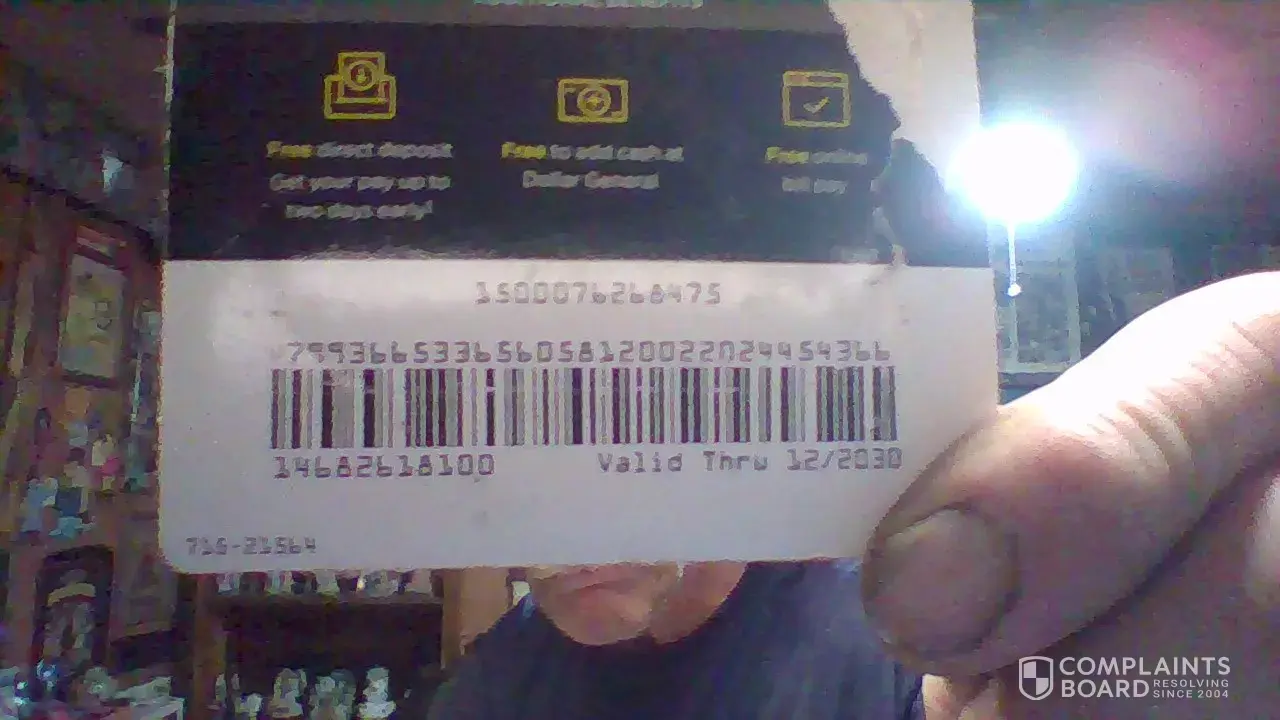 Free direct deposit
Get your pay up to
two days early!
Free to add cash at
Dollar General
Free online
bill pay
1500076268475
799366533656058120022024454366
14682618100
Valid Thru 12/2030
716-21564
COMPLAINTS
BOARD RESOLVING
SINCE 2004